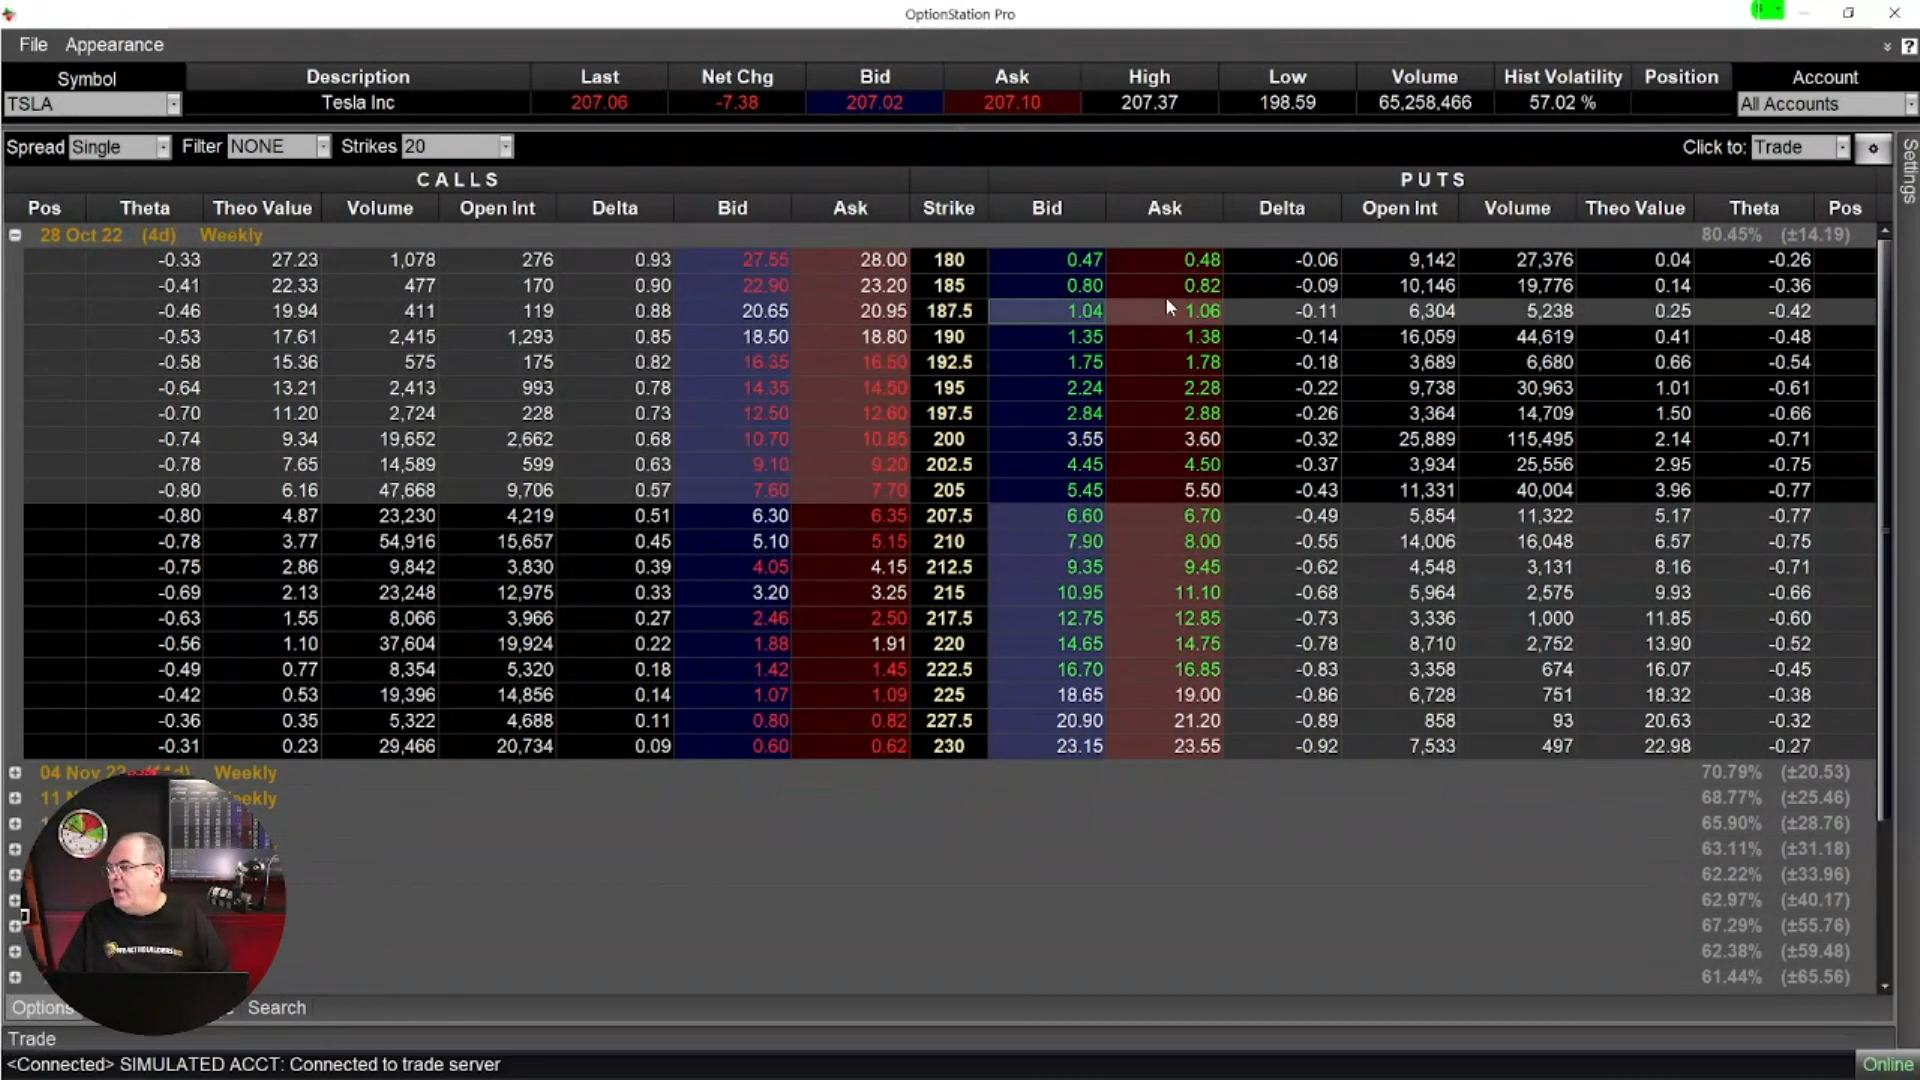 OptionStation Pro
File Appearance
Symbol Description Last Net Chg Bid Ask High Low Volume Hist Volatility Position Account
TSLA Tesla Inc 207.06 -7.38 207.02 207.10 207.37 198.59 65,258,466 57.02 % All Accounts
Spread Single Filter NONE Strikes 20 Click to: Trade
Settings
CALLS PUTS
Pos Theta Theo Value Volume Open Int Delta Bid Ask Strike Bid Ask Delta Open Int Volume Theo Value Theta Pos
28 Oct 22 (4d) Weekly 80.45% (±14.19)
-0.33 27.23 1,078 276 0.93 27.55 28.00 180 0.47 0.48 -0.06 9,142 27,376 0.04 -0.26
-0.41 22.33 477 170 0.90 22.90 23.20 185 0.80 0.82 -0.09 10,146 19,776 0.14 -0.36
-0.46 19.94 411 119 0.88 20.65 20.95 187.5 1.04 1.06 -0.11 6,304 5,238 0.25 -0.42
-0.53 17.61 2,415 1,293 0.85 18.50 18.80 190 1.35 1.38 -0.14 16,059 44,619 0.41 -0.48
-0.58 15.36 575 175 0.82 16.35 16.50 192.5 1.75 1.78 -0.18 3,689 6,680 0.66 -0.54
-0.64 13.21 2,413 993 0.78 14.35 14.50 195 2.24 2.28 -0.22 9,738 30,963 1.01 -0.61
-0.70 11.20 2,724 228 0.73 12.50 12.60 197.5 2.84 2.88 -0.26 3,364 14,709 1.50 -0.66
-0.74 9.34 19,652 2,662 0.68 10.70 10.85 200 3.55 3.60 -0.32 25,889 115,495 2.14 -0.71
-0.78 7.65 14,589 599 0.63 9.10 9.20 202.5 4.45 4.50 -0.37 3,934 25,556 2.95 -0.75
-0.80 6.16 47,668 9,706 0.57 7.60 7.70 205 5.45 5.50 -0.43 11,331 40,004 3.96 -0.77
-0.80 4.87 23,230 4,219 0.51 6.30 6.35 207.5 6.60 6.70 -0.49 5,854 11,322 5.17 -0.77
-0.78 3.77 54,916 15,657 0.45 5.10 5.15 210 7.90 8.00 -0.55 14,006 16,048 6.57 -0.75
-0.75 2.86 9,842 3,830 0.39 4.05 4.15 212.5 9.35 9.45 -0.62 4,548 3,131 8.16 -0.71
-0.69 2.13 23,248 12,975 0.33 3.20 3.25 215 10.95 11.10 -0.68 5,964 2,575 9.93 -0.66
-0.63 1.55 8,066 3,966 0.27 2.46 2.50 217.5 12.75 12.85 -0.73 3,336 1,000 11.85 -0.60
-0.56 1.10 37,604 19,924 0.22 1.88 1.91 220 14.65 14.75 -0.78 8,710 2,752 13.90 -0.52
-0.49 0.77 8,354 5,320 0.18 1.42 1.45 222.5 16.70 16.85 -0.83 3,358 674 16.07 -0.45
-0.42 0.53 19,396 14,856 0.14 1.07 1.09 225 18.65 19.00 -0.86 6,728 751 18.32 -0.38
-0.36 0.35 5,322 4,688 0.11 0.80 0.82 227.5 20.90 21.20 -0.89 858 93 20.63 -0.32
-0.31 0.23 29,466 20,734 0.09 0.60 0.62 230 23.15 23.55 -0.92 7,533 497 22.98 -0.27
04 Nov Weekly 70.79% (±20.53)
11 68.77% (±25.46)
65.90% (±28.76)
63.11% (±31.18)
62.22% (±33.96)
62.97% (±40.17)
67.29% (±55.76)
62.38% (±59.48)
61.44% (±65.56)
Options Search
Trade
<Connected> SIMULATED ACCT: Connected to trade server Online